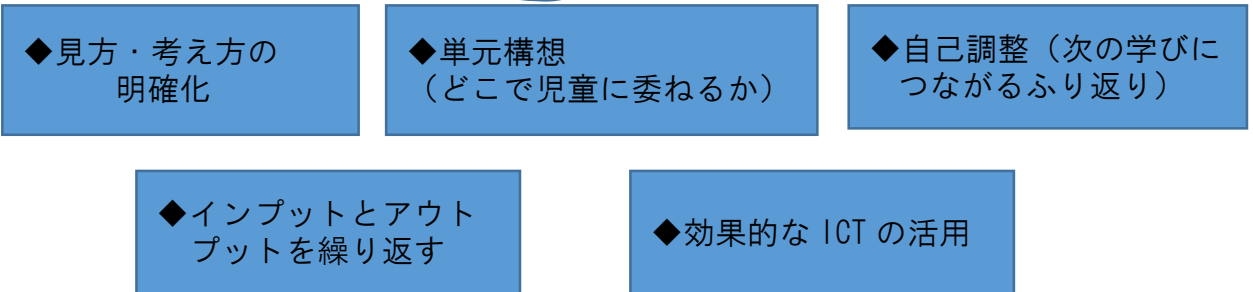 ◆見方・考え方の
明確化
◆単元構想
（どこで児童に委ねるか）
◆自己調整（次の学びに
つながるふり返り）
◆インプットとアウト
プットを繰り返す
◆効果的な ICT の活用